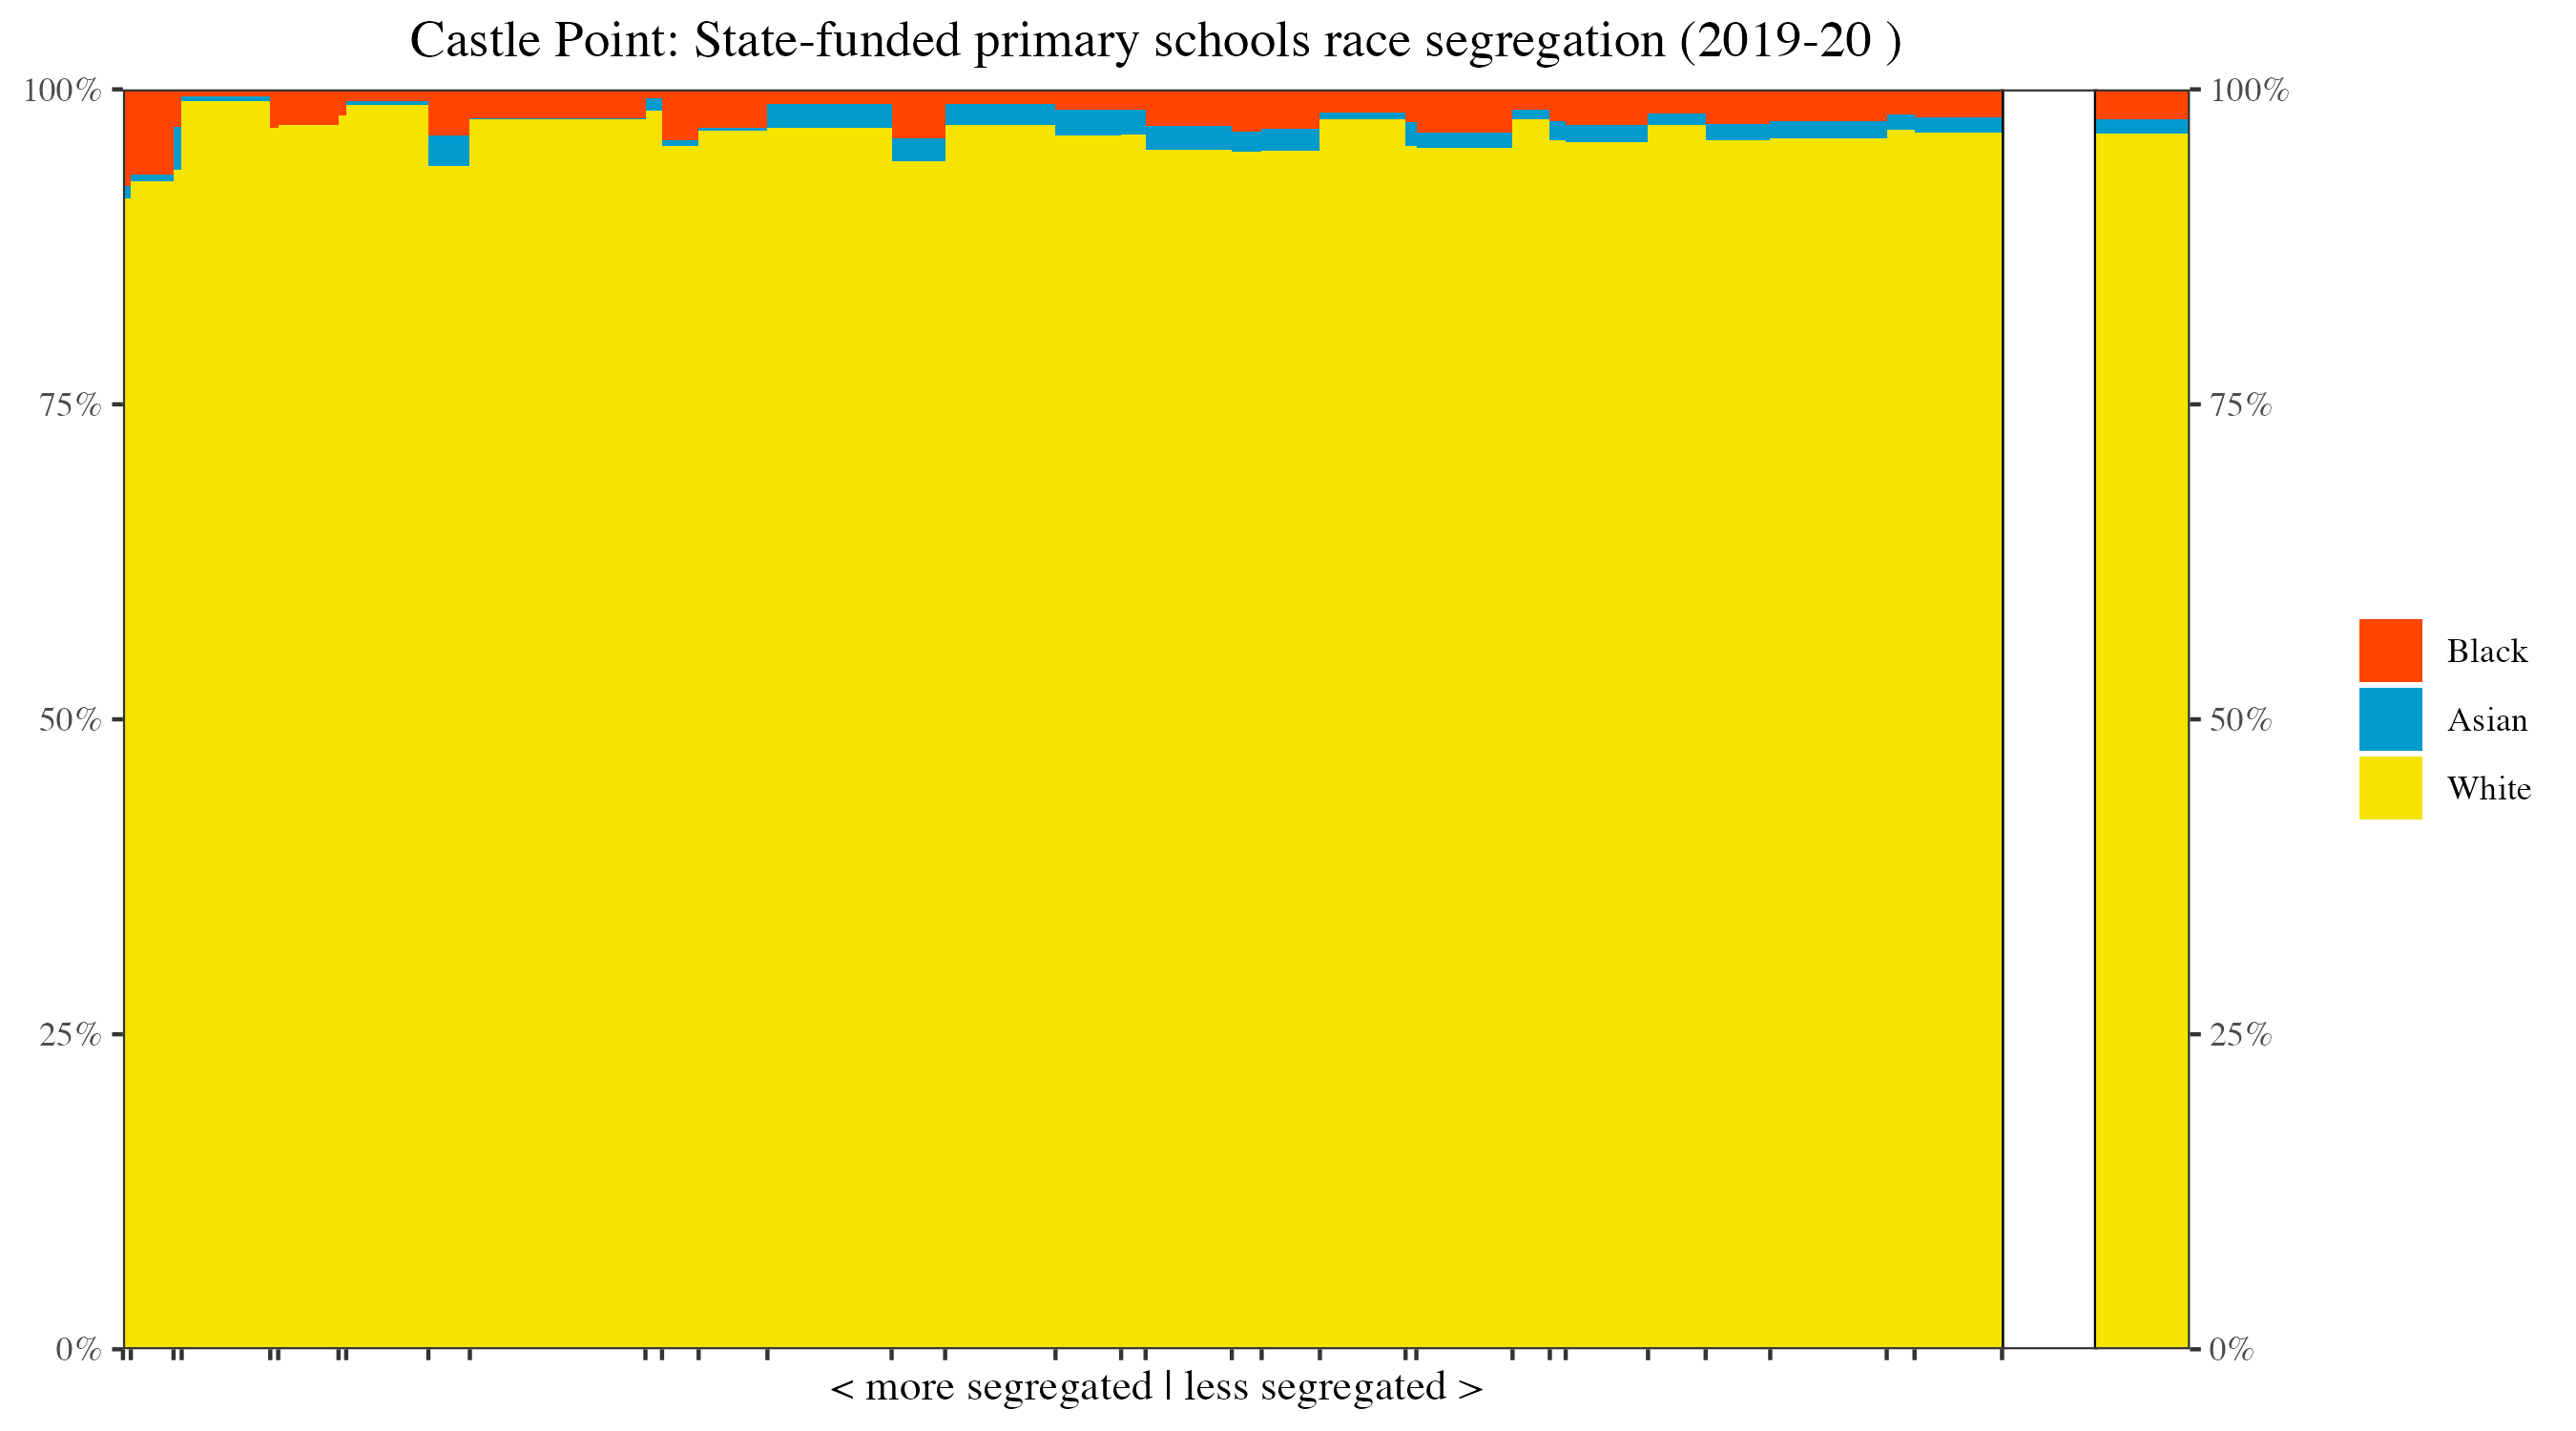 Castle Point: State-funded primary schools race segregation (2019-20 )
100%
75%
50%
25%
0%
100%
75%
50%
25%
0%
Black
Asian
White
< more segregated | less segregated >